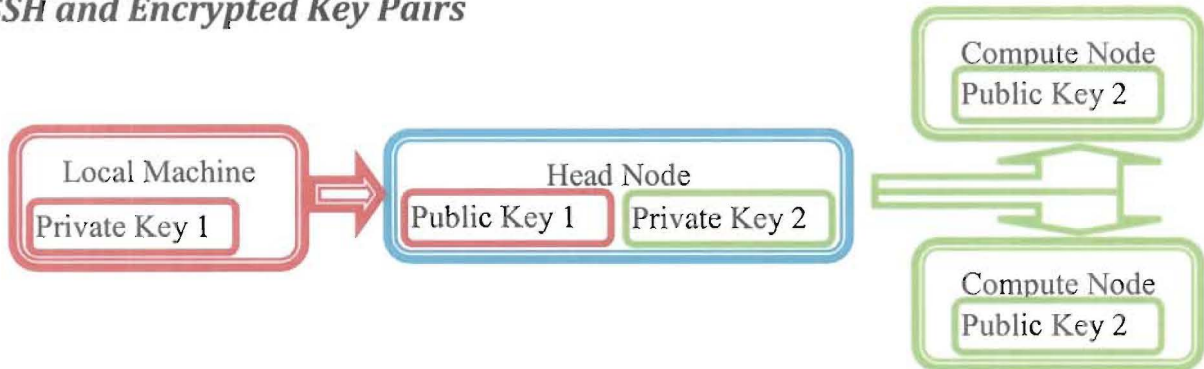 SSH and Encrypted Key Pairs
Local Machine
Private Key 1
Head Node
Public Key 1
Private Key 2
Compute Node
Public Key 2
Compute Node
Public Key 2